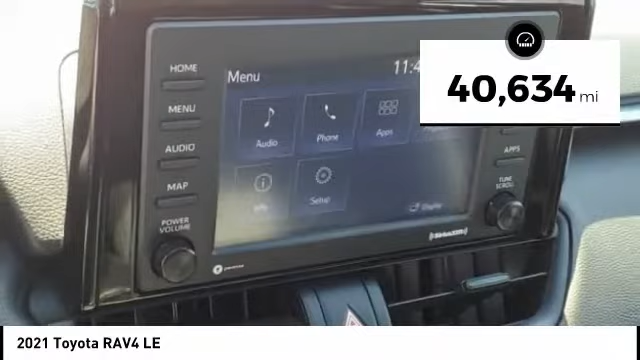 HOME
MENU
AUDIO
MAP
POWER
VOLUME
Menu
11:4
Audio
Phone
Apps
Info
Setup
Display
APPS
TUNE
SCROLL
SiriusXM
40,634 mi
2021 Toyota RAV4 LE